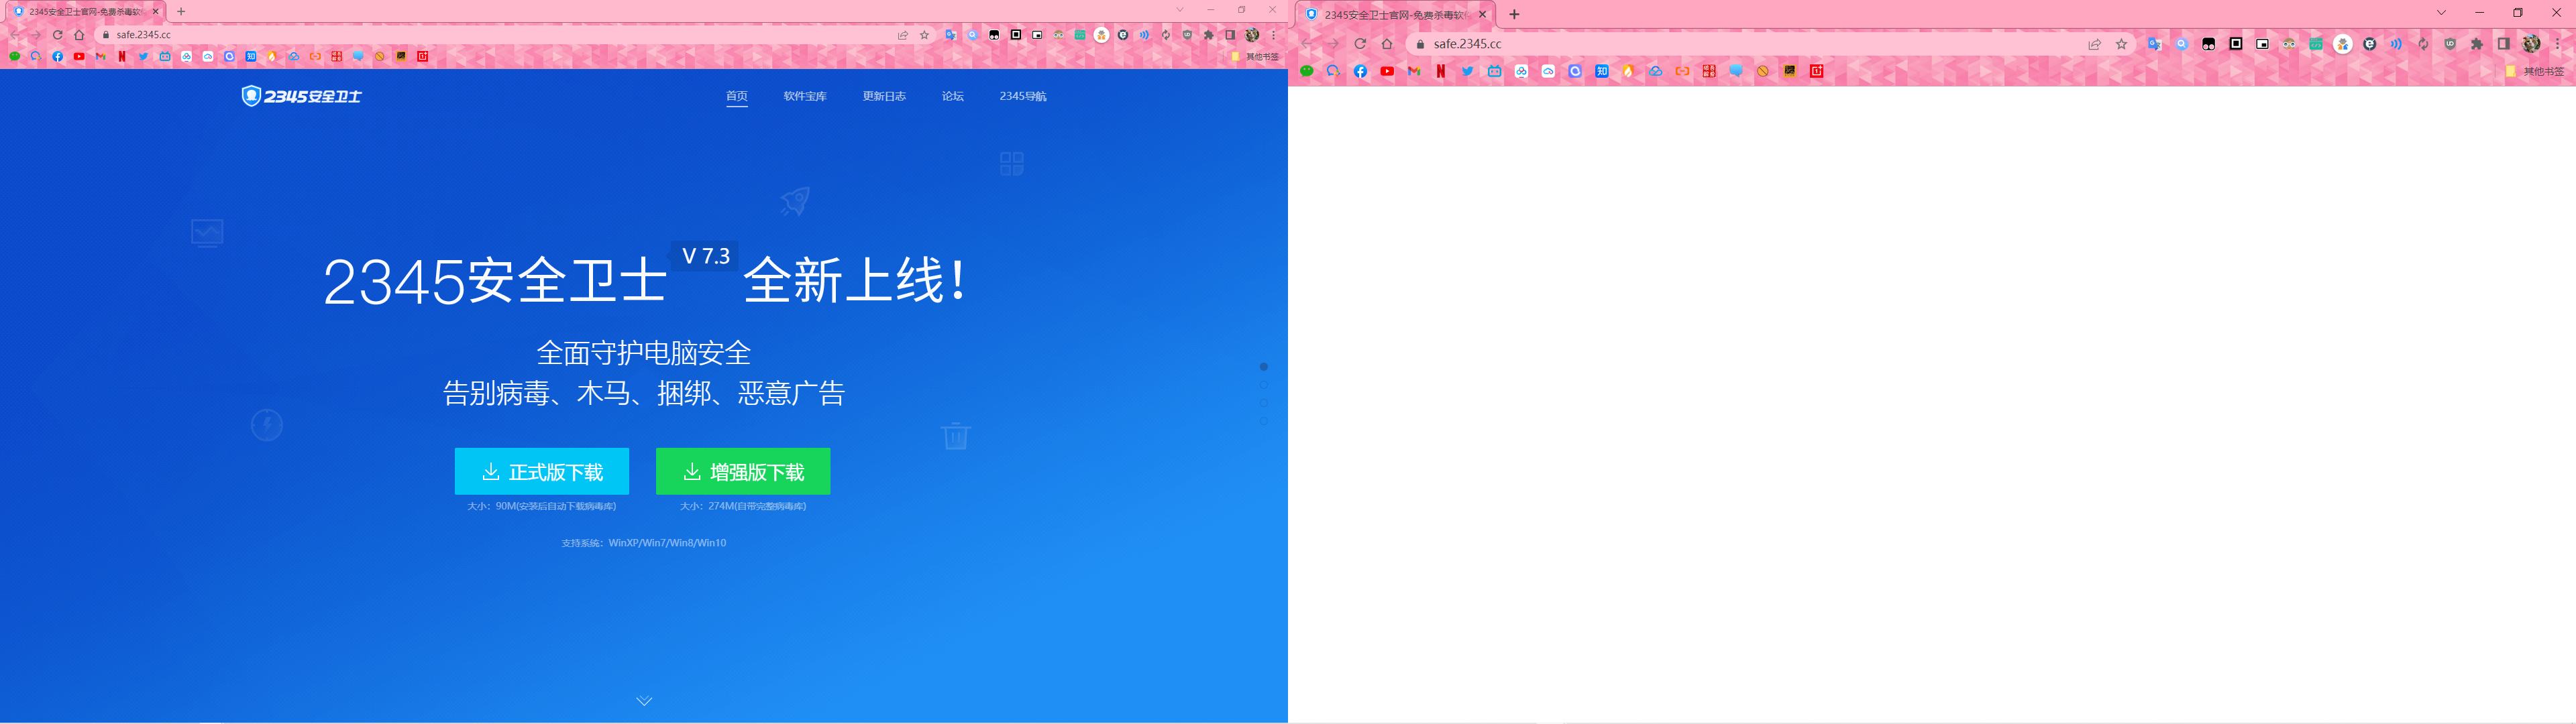 2345安全卫士官网-免费杀毒软件
safe.2345.cc
其他书签
2345安全卫士
首页
软件宝库
更新日志
论坛
2345导航
2345安全卫士 V 7.3 全新上线!
全面守护电脑安全
告别病毒、木马、捆绑、恶意广告
正式版下载
增强版下载
大小：90M(安装后自动下载病毒库)
大小：274M(自带完整病毒库)
支持系统：WinXP/Win7/Win8/Win10
2345安全卫士官网-免费杀毒软件
safe.2345.cc
其他书签